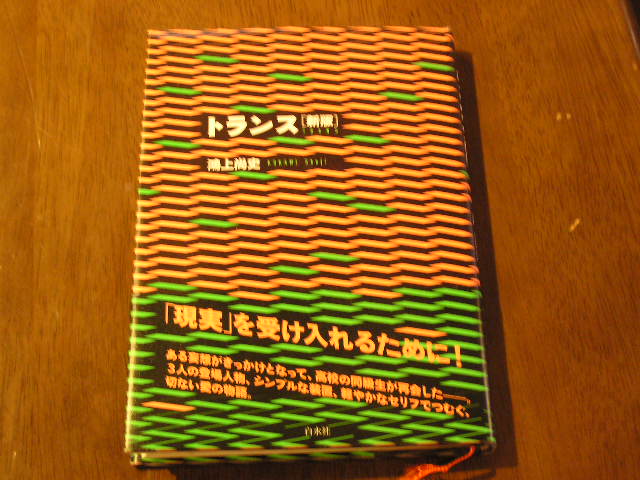 トランス[新版]
TRANS
鴻上尚史 KOKAMI SHOJI
「現実」を受け入れるために!
ある妄想がきっかけとなって、高校の同級生が再会した——。
3人の登場人物、シンプルな装置、軽やかなセリフでつむぐ、
切ない愛の物語。
白水社